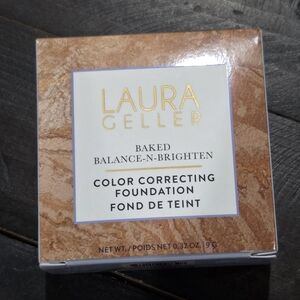 LAURA
GELLER
BAKED
BALANCE-N-BRIGHTEN
COLOR CORRECTING
FOUNDATION
FOND DE TEINT
NET WT. / POIDS NET 0.32 OZ. (9 G)